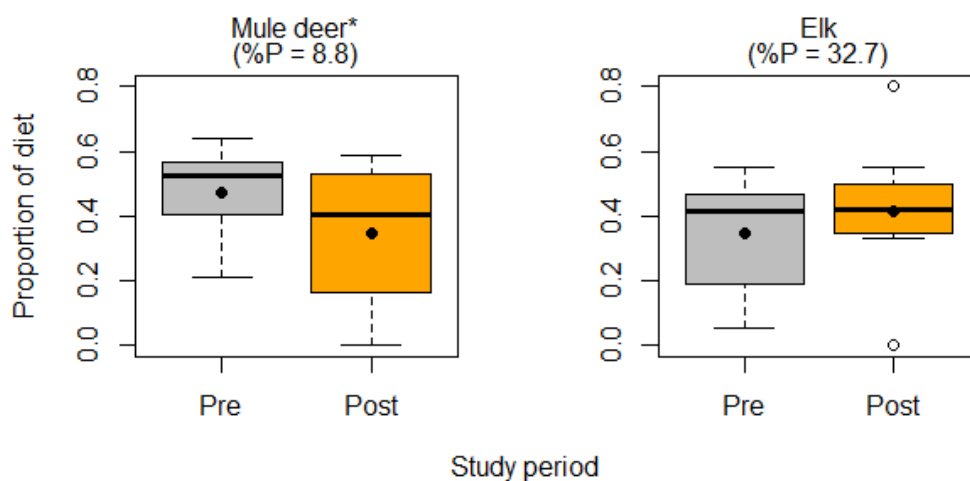 Mule deer*
(%P = 8.8)
Elk
(%P = 32.7)
Proportion of diet
0.8
0.6
0.4
0.2
0.0
0.8
0.6
0.4
0.2
0.0
Pre
Post
Pre
Post
Study period